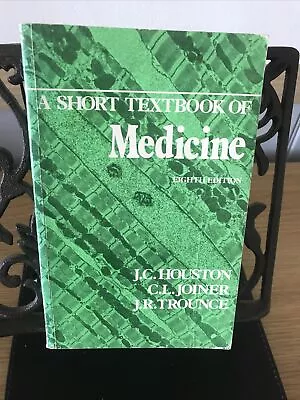 A SHORT TEXTBOOK OF
Medicine
EIGHTH EDITION
J.C. HOUSTON
C.L. JOINER
J.R. TROUNCE